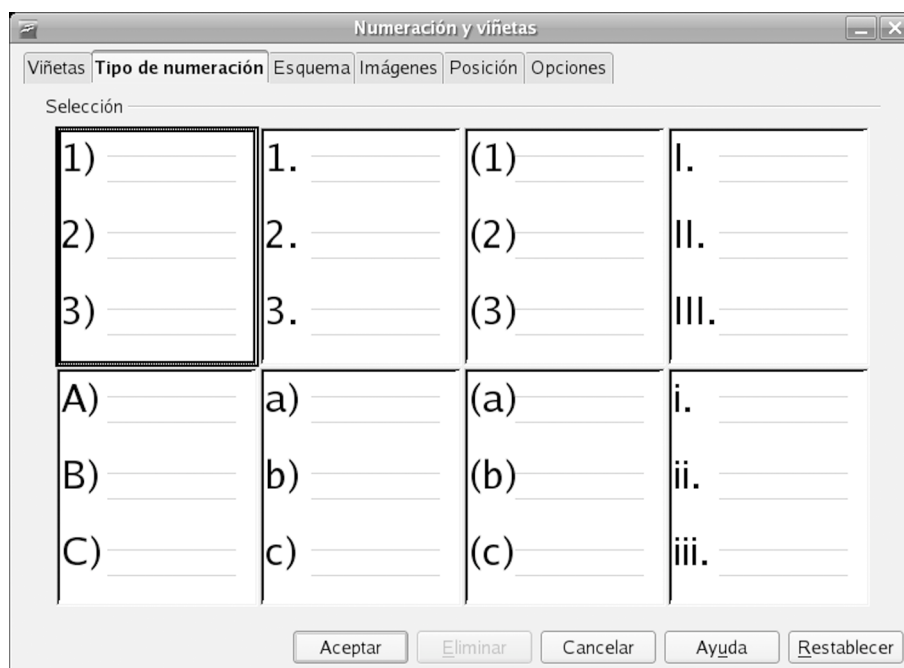 Numeración y viñetas
Viñetas Tipo de numeración Esquema Imágenes Posición Opciones
Selección
1) 1. (1) I.
2) 2. (2) II.
3) 3. (3) III.
A) a) (a) i.
B) b) (b) ii.
C) c) (c) iii.
Aceptar Eliminar Cancelar Ayuda Restablecer